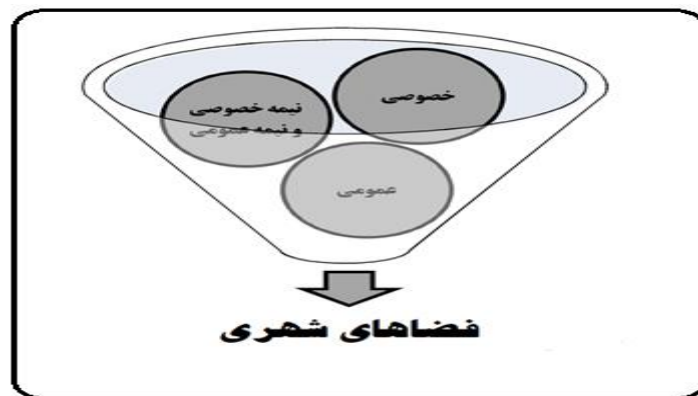 خصوصی
نیمه خصوصی
و نیمه عمومی
عمومی
فضاهای شهری